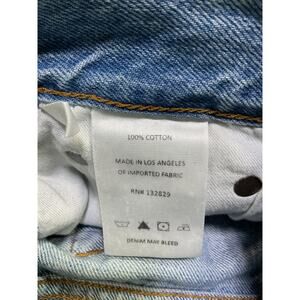 100% COTTON
MADE IN LOS ANGELES
OF IMPORTED FABRIC
RN# 132829
DENIM MAY BLEED